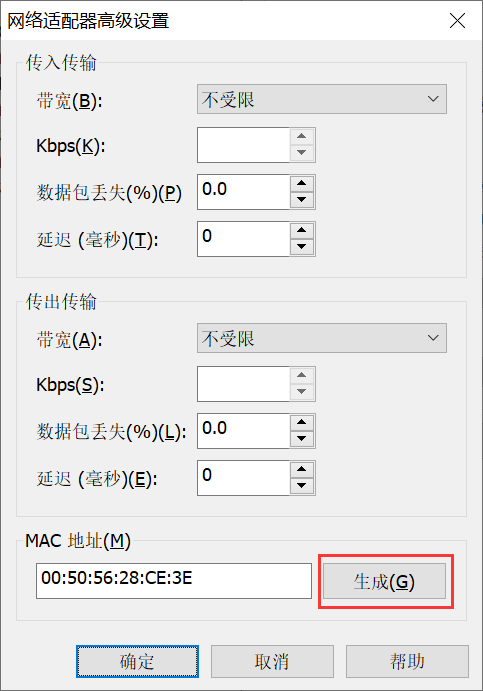 网络适配器高级设置
传入传输
带宽(B): 不受限
Kbps(K):
数据包丢失(%)(P) 0.0
延迟 (毫秒)(T): 0
传出传输
带宽(A): 不受限
Kbps(S):
数据包丢失(%)(L): 0.0
延迟 (毫秒)(E): 0
MAC 地址(M)
00:50:56:28:CE:3E 生成(G)
确定 取消 帮助